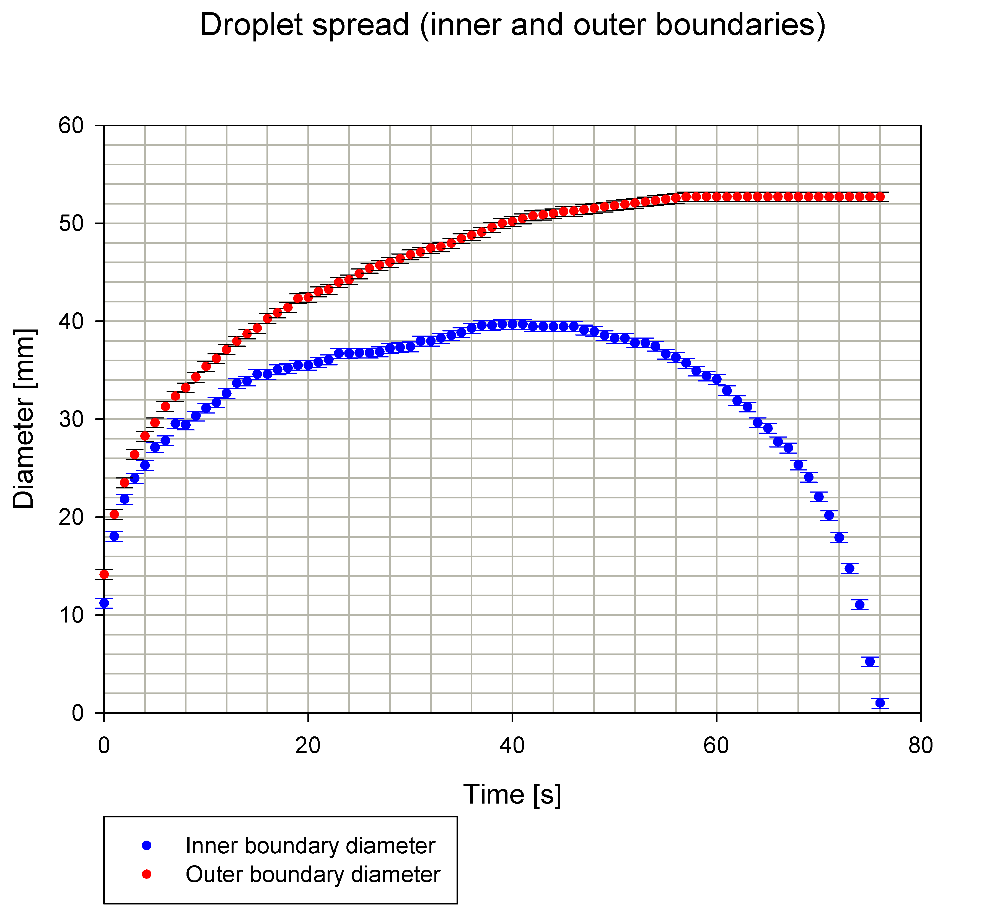 Droplet spread (inner and outer boundaries)
60
50
40
30
20
10
0
Diameter [mm]
0 20 40 60 80
Time [s]
Inner boundary diameter
Outer boundary diameter